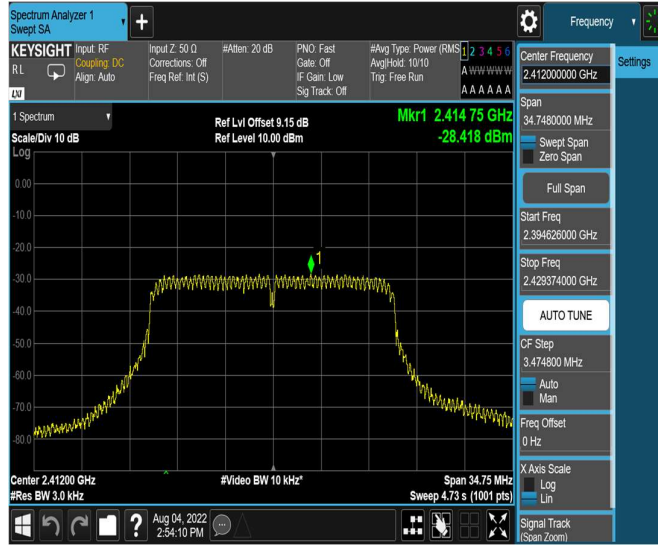 Spectrum Analyzer 1
Swept SA
+
Frequency
KEYSIGHT
Input: RF
Coupling: DC
Align: Auto
R L
LXI
Input Z: 50 Ω
Corrections: Off
Freq Ref: Int (S)
#Atten: 20 dB
PNO: Fast
Gate: Off
IF Gain: Low
Sig Track: Off
#Avg Type: Power (RMS
Avg|Hold: 10/10
Trig: Free Run
1 2 3 4 5 6
A W W W W W
A A A A A A
1 Spectrum
Scale/Div 10 dB
Ref Lvl Offset 9.15 dB
Ref Level 10.00 dBm
Mkr1 2.414 75 GHz
-28.418 dBm
Log
0.00
-10.0
-20.0
-30.0
-40.0
-50.0
-60.0
-70.0
-80.0
1
Center 2.41200 GHz
#Res BW 3.0 kHz
#Video BW 10 kHz*
Span 34.75 MHz
Sweep 4.73 s (1001 pts)
?
Aug 04, 2022
2:54:10 PM
Center Frequency
2.412000000 GHz
Settings
Span
34.7480000 MHz
Swept Span
Zero Span
Full Span
Start Freq
2.394626000 GHz
Stop Freq
2.429374000 GHz
AUTO TUNE
CF Step
3.474800 MHz
Auto
Man
Freq Offset
0 Hz
X Axis Scale
Log
Lin
Signal Track
(Span Zoom)